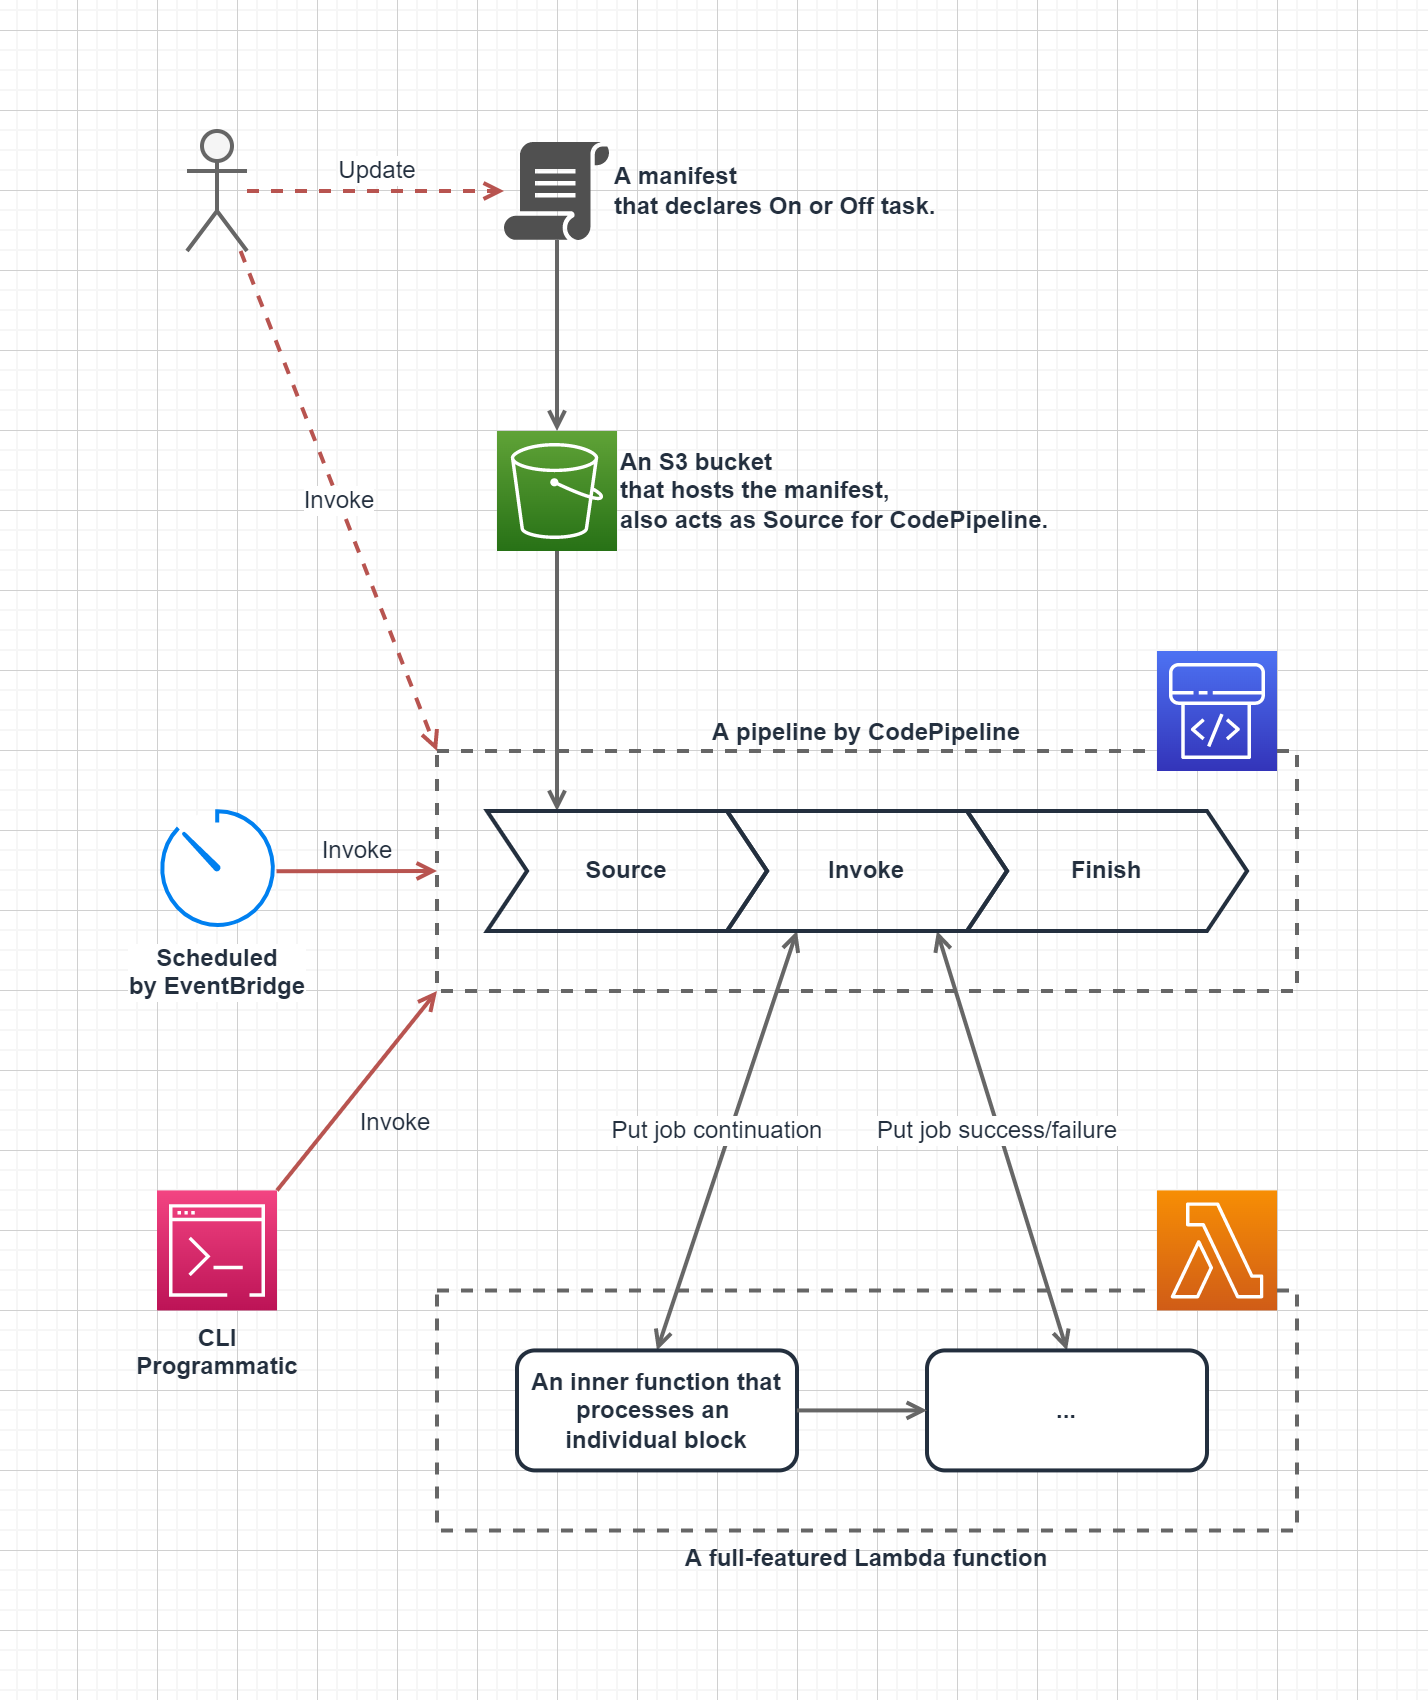 Update
A manifest
that declares On or Off task.
Invoke
An S3 bucket
that hosts the manifest,
also acts as Source for CodePipeline.
A pipeline by CodePipeline
</>
Invoke
Source
Invoke
Finish
Scheduled
by EventBridge
Invoke
Put job continuation
Put job success/failure
>_
CLI
Programmatic
An inner function that
processes an
individual block
...
A full-featured Lambda function